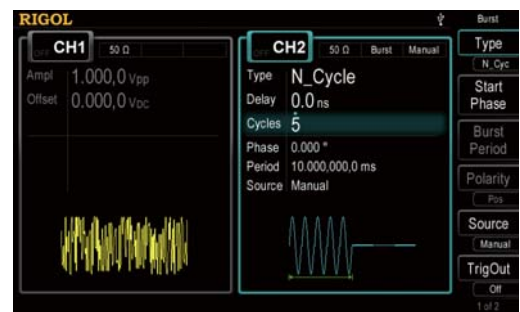 RIGOL
Burst
OFF CH1 50 Ω
Ampl 1.000,0 Vpp
Offset 0.000,0 VDC
OFF CH2 50 Ω Burst Manual
Type N_Cycle
Delay 0.0 ns
Cycles 5
Phase 0.000 °
Period 10.000,000,0 ms
Source Manual
Type
N_Cyc
Start
Phase
Burst
Period
Polarity
Pos
Source
Manual
TrigOut
Off
1 of 2